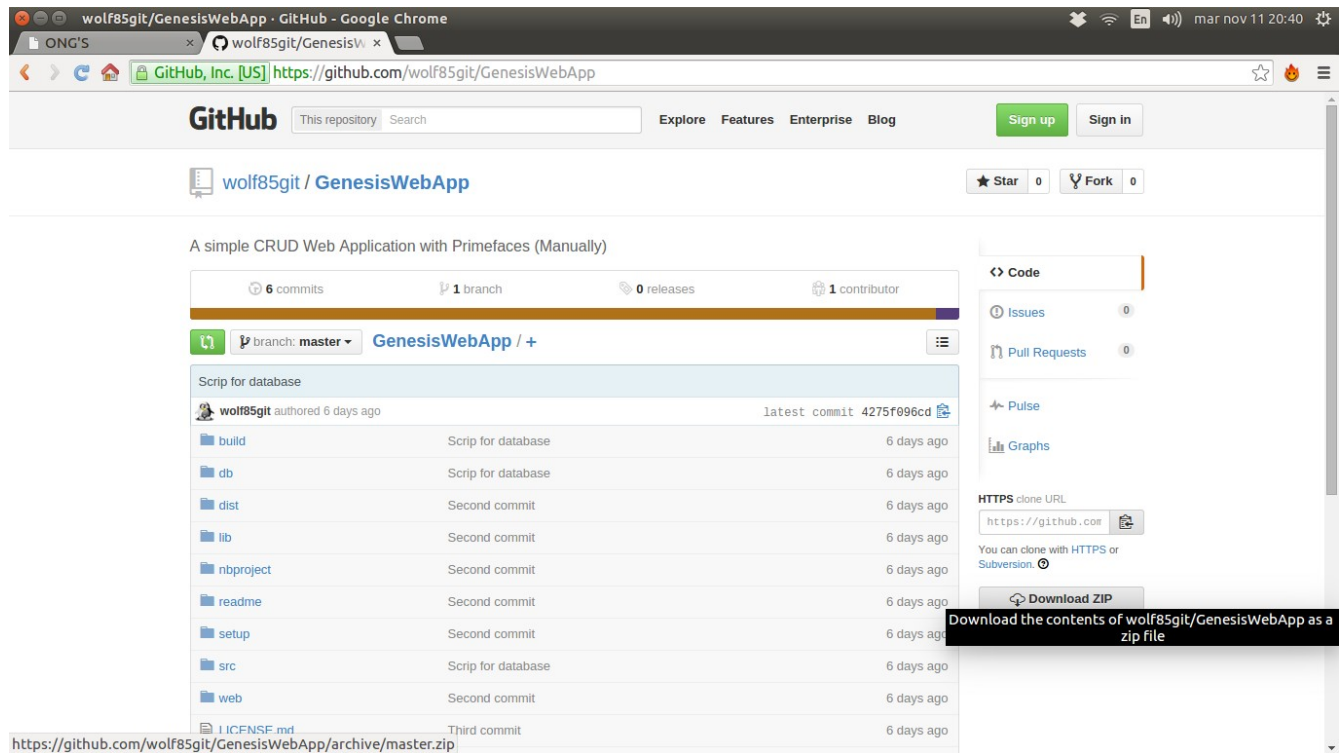 wolf85git/GenesisWebApp · GitHub - Google Chrome
En mar nov 11 20:40
ONG'S × wolf85git/GenesisW ×
GitHub, Inc. [US] https://github.com/wolf85git/GenesisWebApp
GitHub This repository Search Explore Features Enterprise Blog Sign up Sign in
wolf85git / GenesisWebApp Star 0 Fork 0
A simple CRUD Web Application with Primefaces (Manually)
6 commits 1 branch 0 releases 1 contributor
branch: master GenesisWebApp / +
Scrip for database
wolf85git authored 6 days ago latest commit 4275f096cd
build Scrip for database 6 days ago
db Scrip for database 6 days ago
dist Second commit 6 days ago
lib Second commit 6 days ago
nbproject Second commit 6 days ago
readme Second commit 6 days ago
setup Second commit 6 days ago
src Scrip for database 6 days ago
web Second commit 6 days ago
LICENSE.md Third commit 6 days ago
<> Code
Issues 0
Pull Requests 0
Pulse
Graphs
HTTPS clone URL
https://github.com
You can clone with HTTPS or
Subversion.
Download ZIP
Download the contents of wolf85git/GenesisWebApp as a
zip file
https://github.com/wolf85git/GenesisWebApp/archive/master.zip